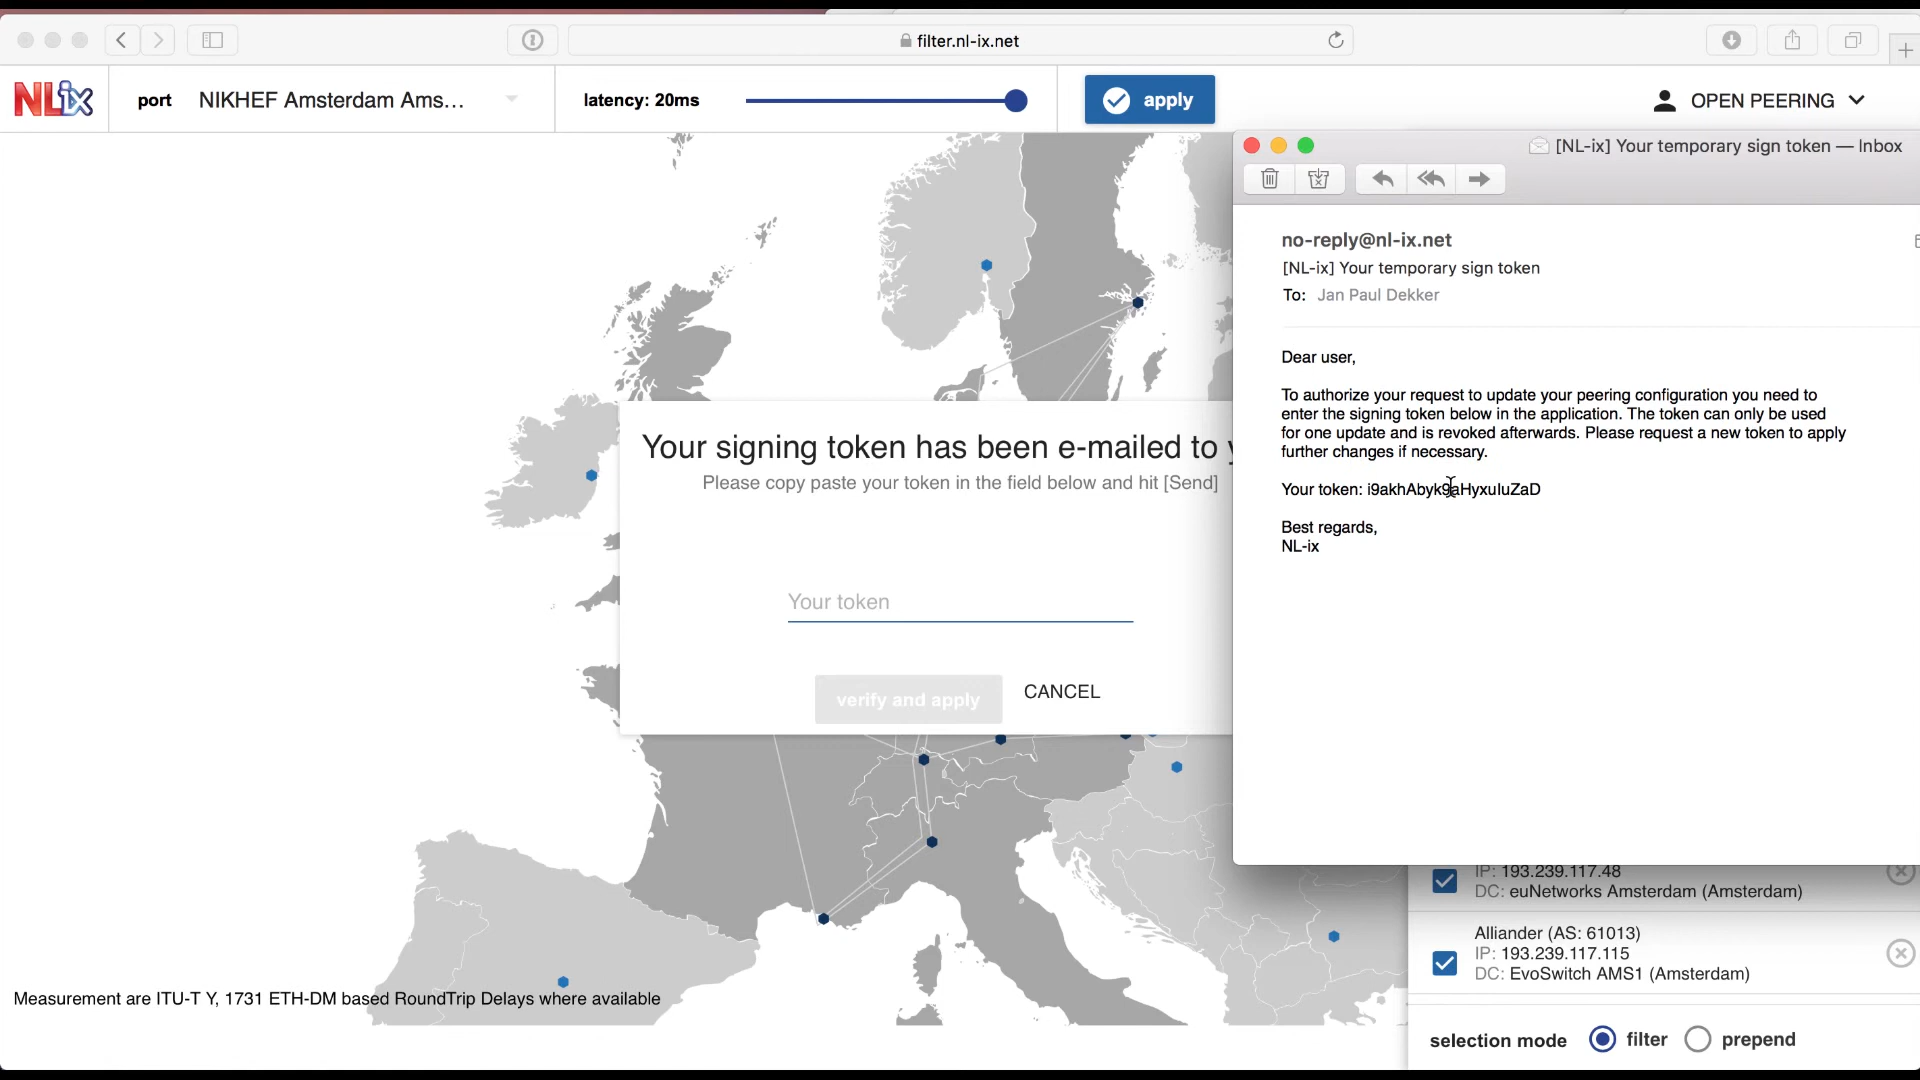 filter.nl-ix.net
NLix
port
NIKHEF Amsterdam Ams...
latency: 20ms
apply
OPEN PEERING
[NL-ix] Your temporary sign token — Inbox
no-reply@nl-ix.net
[NL-ix] Your temporary sign token
To: Jan Paul Dekker
Dear user,
To authorize your request to update your peering configuration you need to
enter the signing token below in the application. The token can only be used
for one update and is revoked afterwards. Please request a new token to apply
further changes if necessary.
Your token: i9akhAbyk9aHyxuluZaD
Best regards,
NL-ix
Your signing token has been e-mailed to
Please copy paste your token in the field below and hit [Send]
Your token
verify and apply
CANCEL
IP: 193.239.117.48
DC: euNetworks Amsterdam (Amsterdam)
Alliander (AS: 61013)
IP: 193.239.117.115
DC: EvoSwitch AMS1 (Amsterdam)
Measurement are ITU-T Y, 1731 ETH-DM based RoundTrip Delays where available
selection mode
filter
prepend